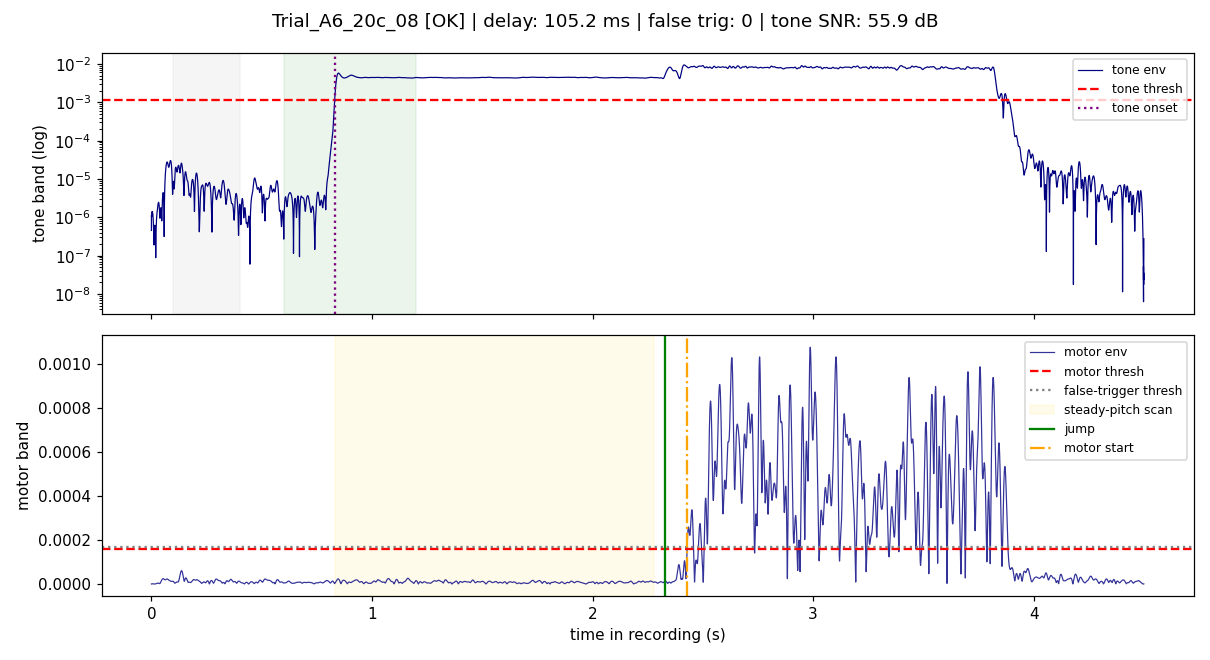 Trial_A6_20c_08 [OK] | delay: 105.2 ms | false trig: 0 | tone SNR: 55.9 dB
tone band (log)
10⁻²
10⁻³
10⁻⁴
10⁻⁵
10⁻⁶
10⁻⁷
10⁻⁸
tone env
tone thresh
tone onset
motor band
0.0010
0.0008
0.0006
0.0004
0.0002
0.0000
motor env
motor thresh
false-trigger thresh
steady-pitch scan
jump
motor start
0 1 2 3 4
time in recording (s)